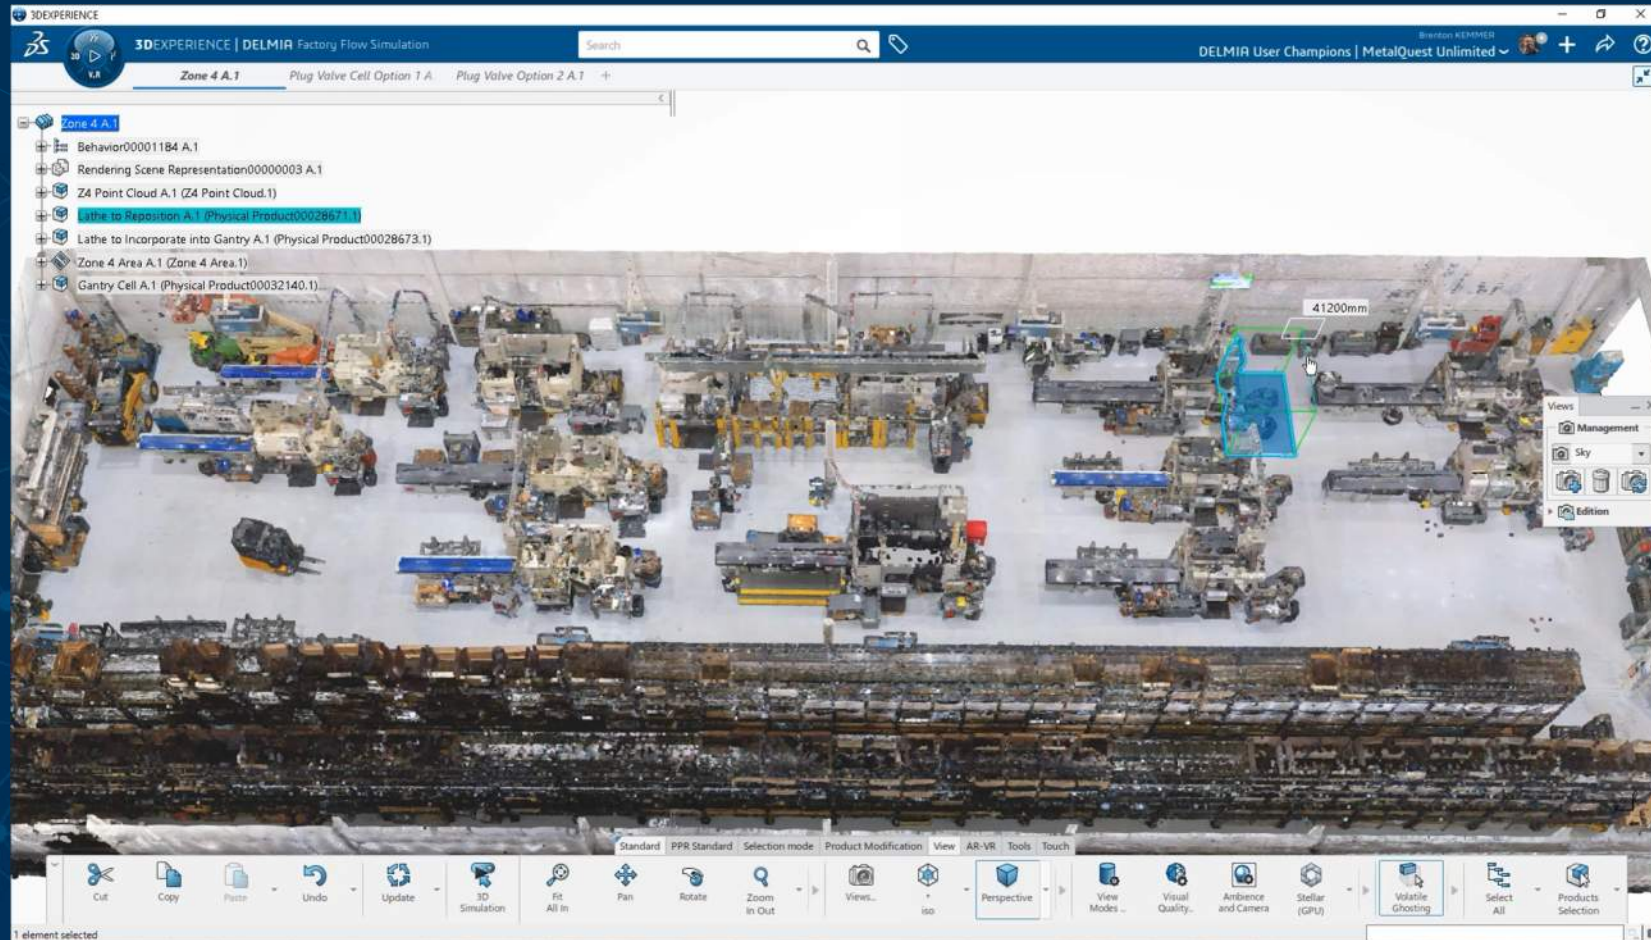 3DEXPERIENCE
3DEXPERIENCE | DELMIA Factory Flow Simulation
Search
Brenton KEMMER
DELMIA User Champions | MetalQuest Unlimited
3D
V.R
Zone 4 A.1
Plug Valve Cell Option 1 A
Plug Valve Option 2 A.1
Zone 4 A.1
Behavior00001184 A.1
Rendering Scene Representation00000003 A.1
Z4 Point Cloud A.1 (Z4 Point Cloud.1)
Lathe to Reposition A.1 (Physical Product00028671.1)
Lathe to Incorporate into Gantry A.1 (Physical Product00028673.1)
Zone 4 Area A.1 (Zone 4 Area.1)
Gantry Cell A.1 (Physical Product00032140.1)
41200mm
Views
Management
Sky
Edition
Standard PPR Standard Selection mode Product Modification View AR-VR Tools Touch
Cut
Copy
Paste
Undo
Update
3D Simulation
Fit All In
Pan
Rotate
Zoom In Out
Views...
iso
Perspective
View Modes ...
Visual Quality...
Ambience and Camera
Stellar (GPU)
Volatile Ghosting
Select All
Products Selection
1 element selected